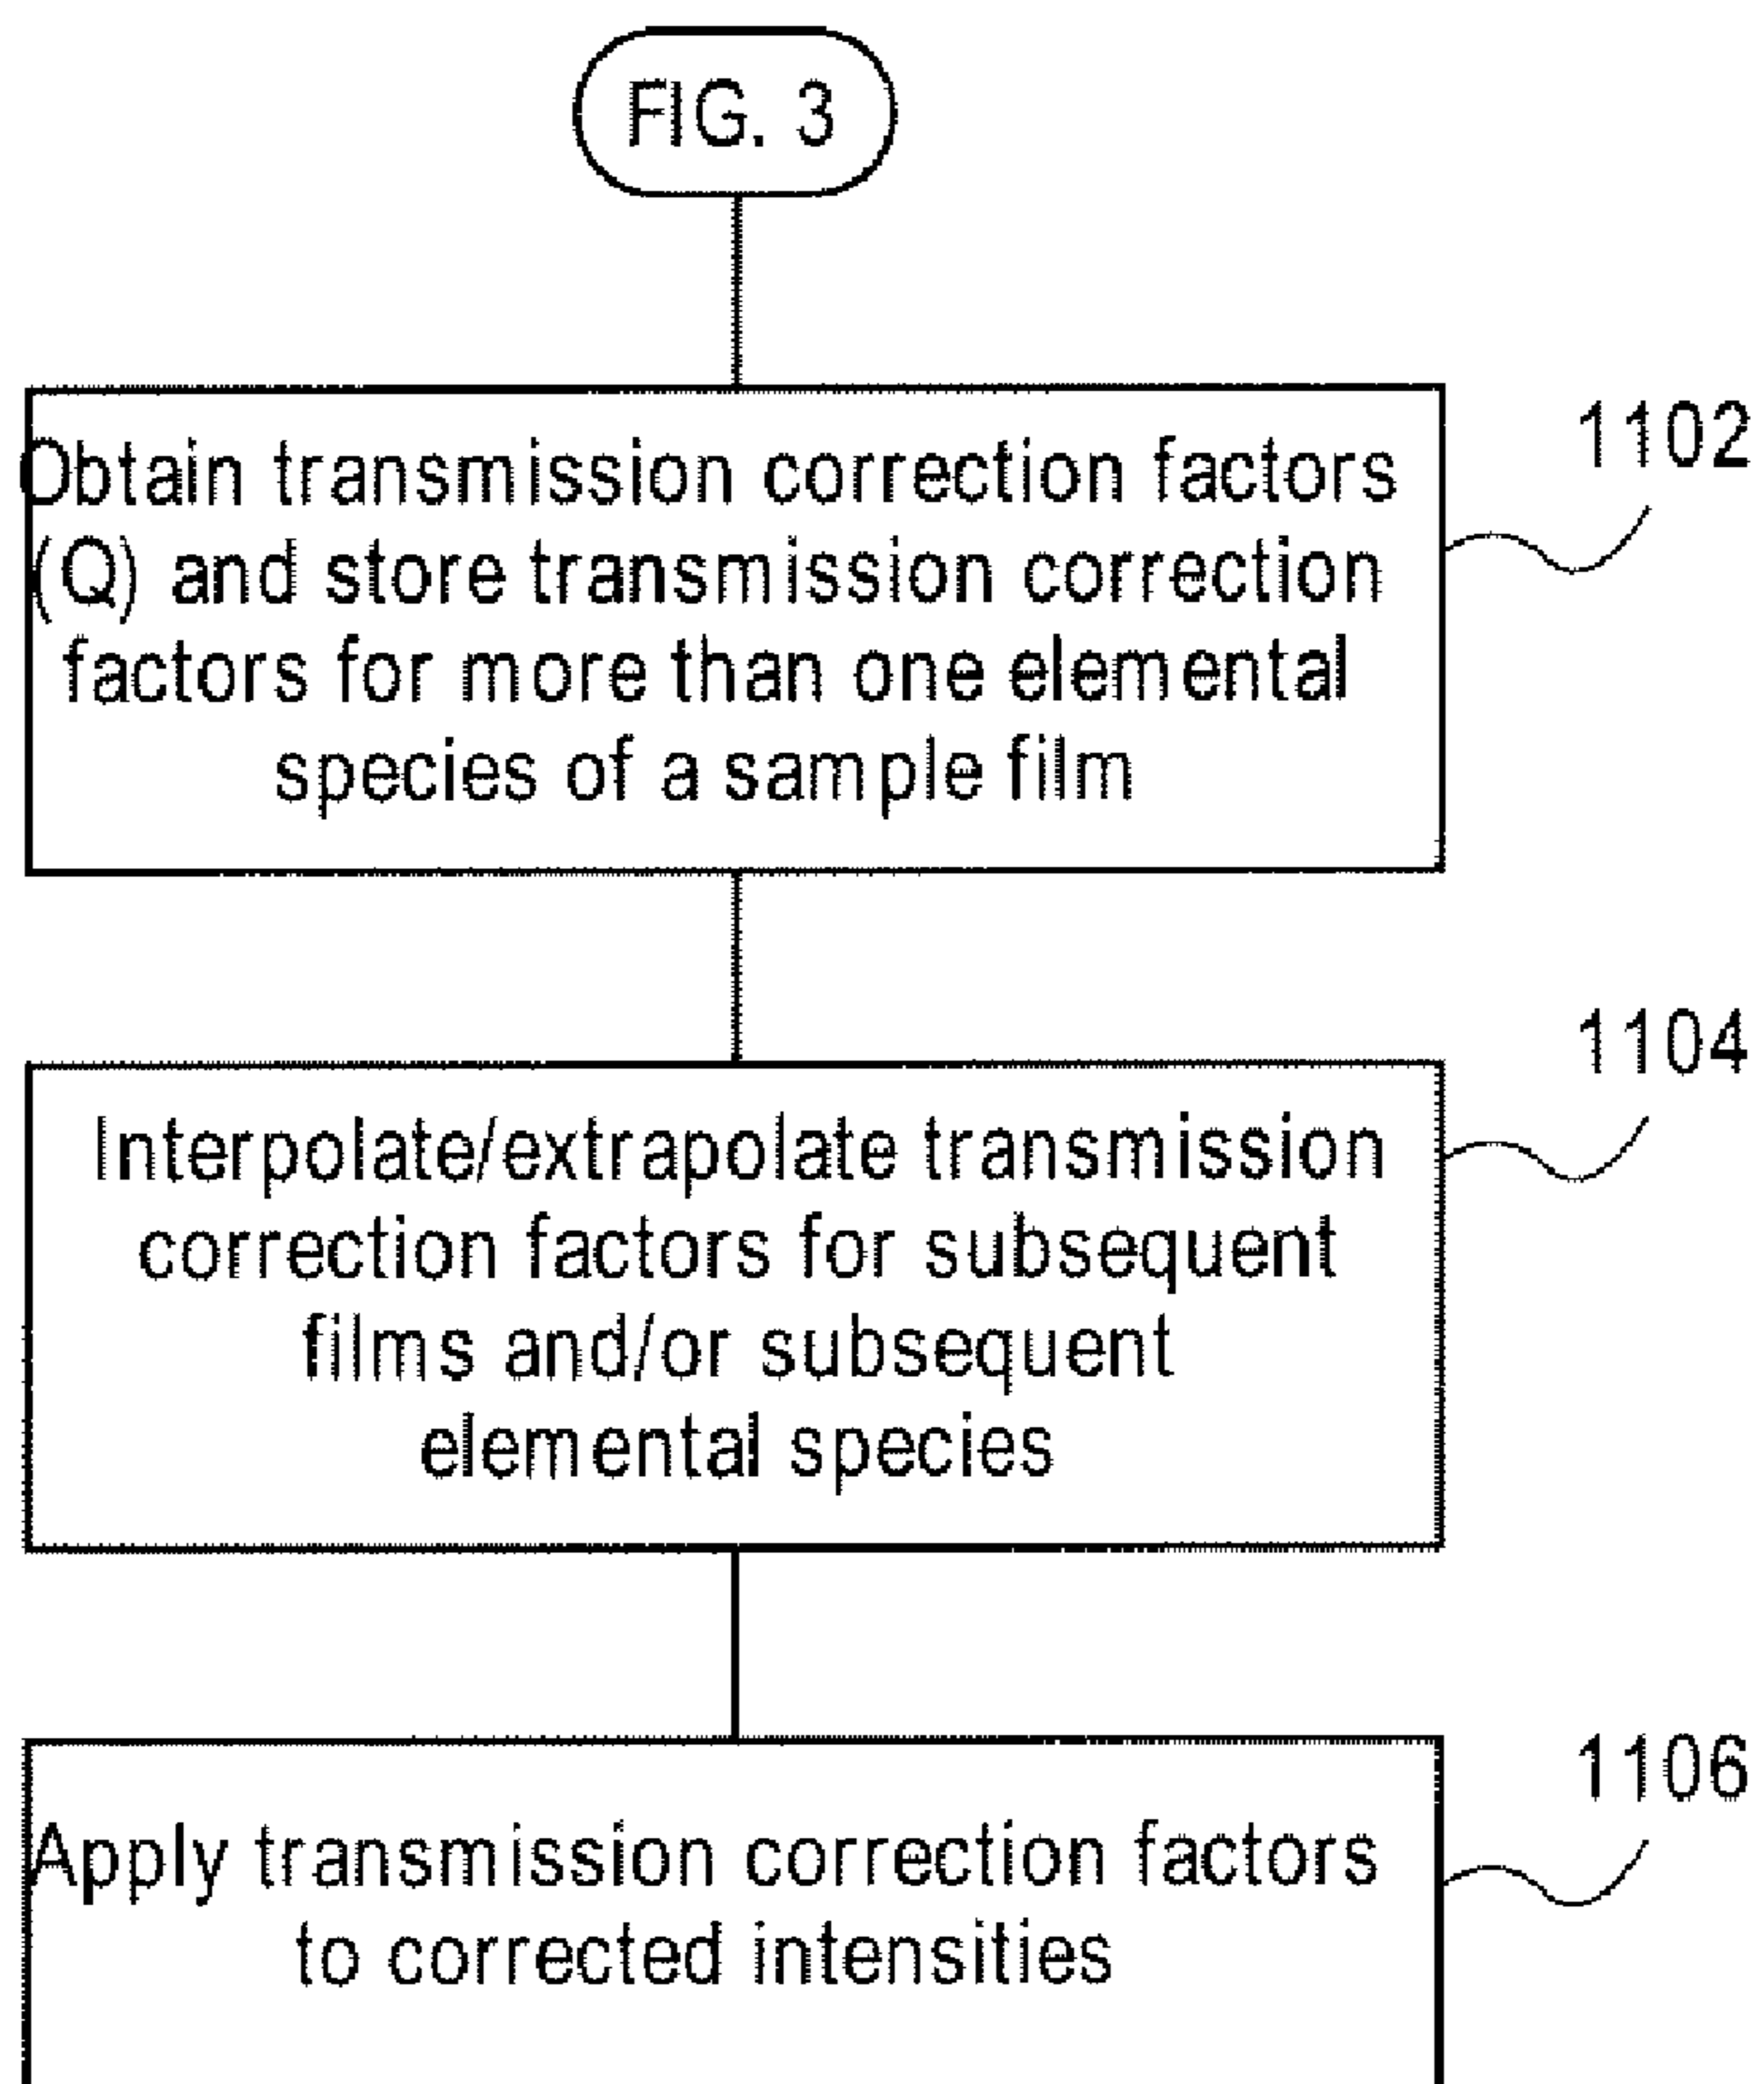 FIG. 3
1102
Obtain transmission correction factors
(Q) and store transmission correction
factors for more than one elemental
species of a sample film
1104
Interpolate/extrapolate transmission
correction factors for subsequent
films and/or subsequent
elemental species
1106
Apply transmission correction factors
to corrected intensities